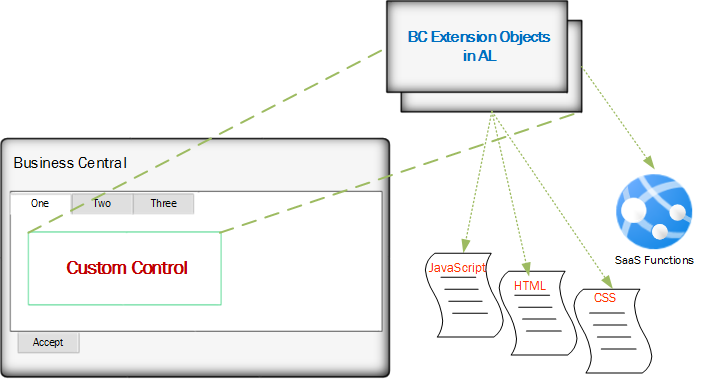 BC Extension Objects
in AL
Business Central
One
Two
Three
Custom Control
Accept
JavaScript
HTML
CSS
SaaS Functions